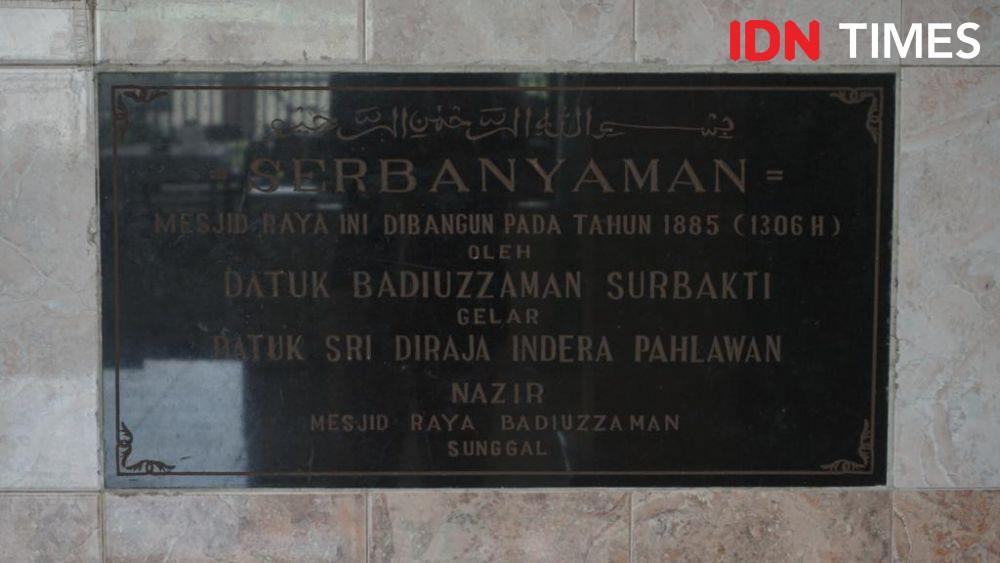 IDN TIMES
بسم الله الرحمن الرحيم
= SERBANYAMAN =
MESJID RAYA INI DIBANGUN PADA TAHUN 1885 (1306 H)
OLEH
DATUK BADIUZZAMAN SURBAKTI
GELAR
DATUK SRI DIRAJA INDERA PAHLAWAN
NAZIR
MESJID RAYA BADIUZZAMAN
SUNGGAL